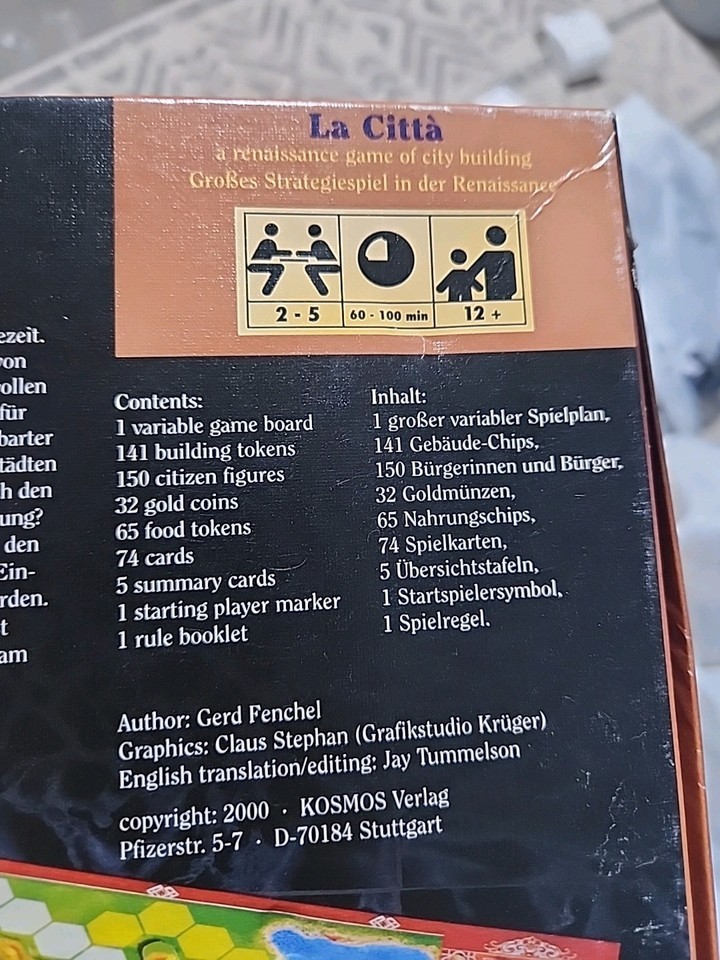 La Città
a renaissance game of city building
Großes Strategiespiel in der Renaissance
2 - 5
60 - 100 min
12 +
ezeit.
von
ollen
für
barter
tädten
h den
ung?
den
Ein-
rden.
t
am
Contents:
1 variable game board
141 building tokens
150 citizen figures
32 gold coins
65 food tokens
74 cards
5 summary cards
1 starting player marker
1 rule booklet
Inhalt:
1 großer variabler Spielplan,
141 Gebäude-Chips,
150 Bürgerinnen und Bürger,
32 Goldmünzen,
65 Nahrungschips,
74 Spielkarten,
5 Übersichtstafeln,
1 Startspielersymbol,
1 Spielregel.
Author: Gerd Fenchel
Graphics: Claus Stephan (Grafikstudio Krüger)
English translation/editing: Jay Tummelson
copyright: 2000 · KOSMOS Verlag
Pfizerstr. 5-7 · D-70184 Stuttgart